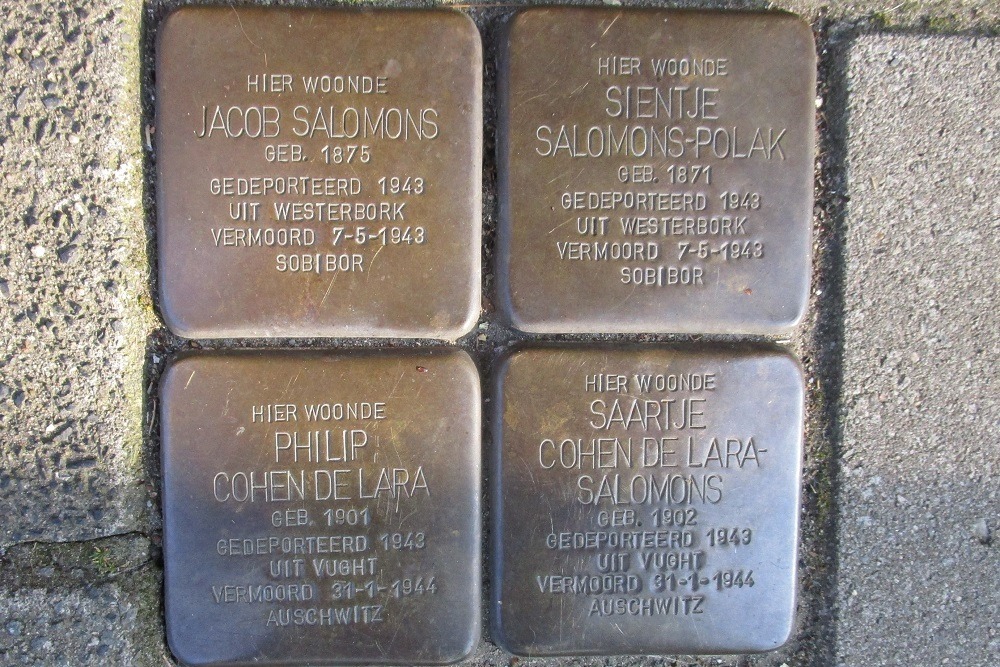 HIER WOONDE
JACOB SALOMONS
GEB. 1875
GEDEPORTEERD 1943
UIT WESTERBORK
VERMOORD 7-5-1943
SOBIBOR
HIER WOONDE
SIENTJE
SALOMONS-POLAK
GEB. 1871
GEDEPORTEERD 1943
UIT WESTERBORK
VERMOORD 7-5-1943
SOBIBOR
HIER WOONDE
PHILIP
COHEN DE LARA
GEB. 1901
GEDEPORTEERD 1943
UIT VUGHT
VERMOORD 31-1-1944
AUSCHWITZ
HIER WOONDE
SAARTJE
COHEN DE LARA-
SALOMONS
GEB. 1902
GEDEPORTEERD 1943
UIT VUGHT
VERMOORD 31-1-1944
AUSCHWITZ